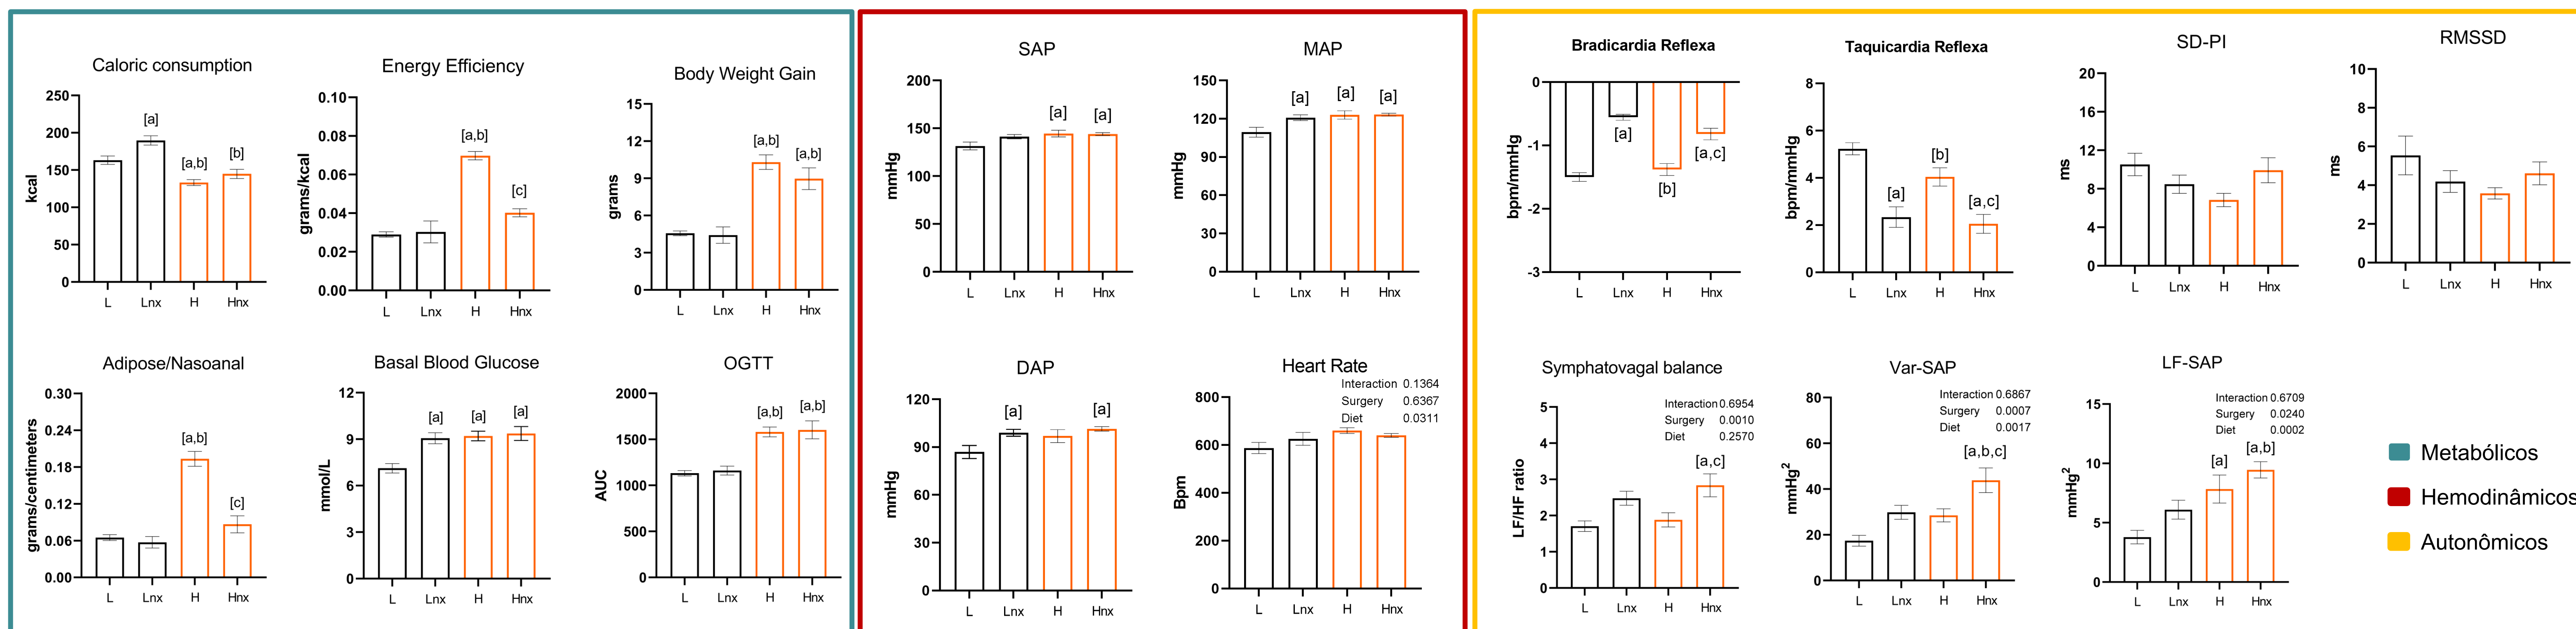 Caloric consumption
250
200
150
100
50
0
kcal
[a]
[a,b]
[b]
L Lnx H Hnx
Energy Efficiency
0.10
0.08
0.06
0.04
0.02
0.00
grams/kcal
[a,b]
[c]
L Lnx H Hnx
Body Weight Gain
15
12
9
6
3
0
grams
[a,b]
[a,b]
L Lnx H Hnx
Adipose/Nasoanal
0.30
0.24
0.18
0.12
0.06
0.00
grams/centimeters
[a,b]
[c]
L Lnx H Hnx
Basal Blood Glucose
12
9
6
3
0
mmol/L
[a]
[a]
[a]
L Lnx H Hnx
OGTT
2000
1500
1000
500
0
AUC
[a,b]
[a,b]
L Lnx H Hnx
SAP
200
150
100
50
0
mmHg
[a]
[a]
L Lnx H Hnx
MAP
150
120
90
60
30
0
mmHg
[a]
[a]
[a]
L Lnx H Hnx
DAP
120
90
60
30
0
mmHg
[a]
[a]
L Lnx H Hnx
Heart Rate
Interaction 0.1364
Surgery 0.6367
Diet 0.0311
800
600
400
200
0
Bpm
L Lnx H Hnx
Bradicardia Reflexa
0
-1
-2
-3
bpm/mmHg
[a]
[b]
[a,c]
L Lnx H Hnx
Taquicardia Reflexa
8
6
4
2
0
bpm/mmHg
[a]
[b]
[a,c]
L Lnx H Hnx
SD-PI
20
16
12
8
4
0
ms
L Lnx H Hnx
RMSSD
10
8
6
4
2
0
ms
L Lnx H Hnx
Symphatovagal balance
Interaction 0.6954
Surgery 0.0010
Diet 0.2570
5
4
3
2
1
0
LF/HF ratio
[a,c]
L Lnx H Hnx
Var-SAP
Interaction 0.6867
Surgery 0.0007
Diet 0.0017
80
60
40
20
0
mmHg²
[a,b,c]
L Lnx H Hnx
LF-SAP
Interaction 0.6709
Surgery 0.0240
Diet 0.0002
15
10
5
0
mmHg²
[a]
[a,b]
L Lnx H Hnx
Metabólicos
Hemodinâmicos
Autonômicos